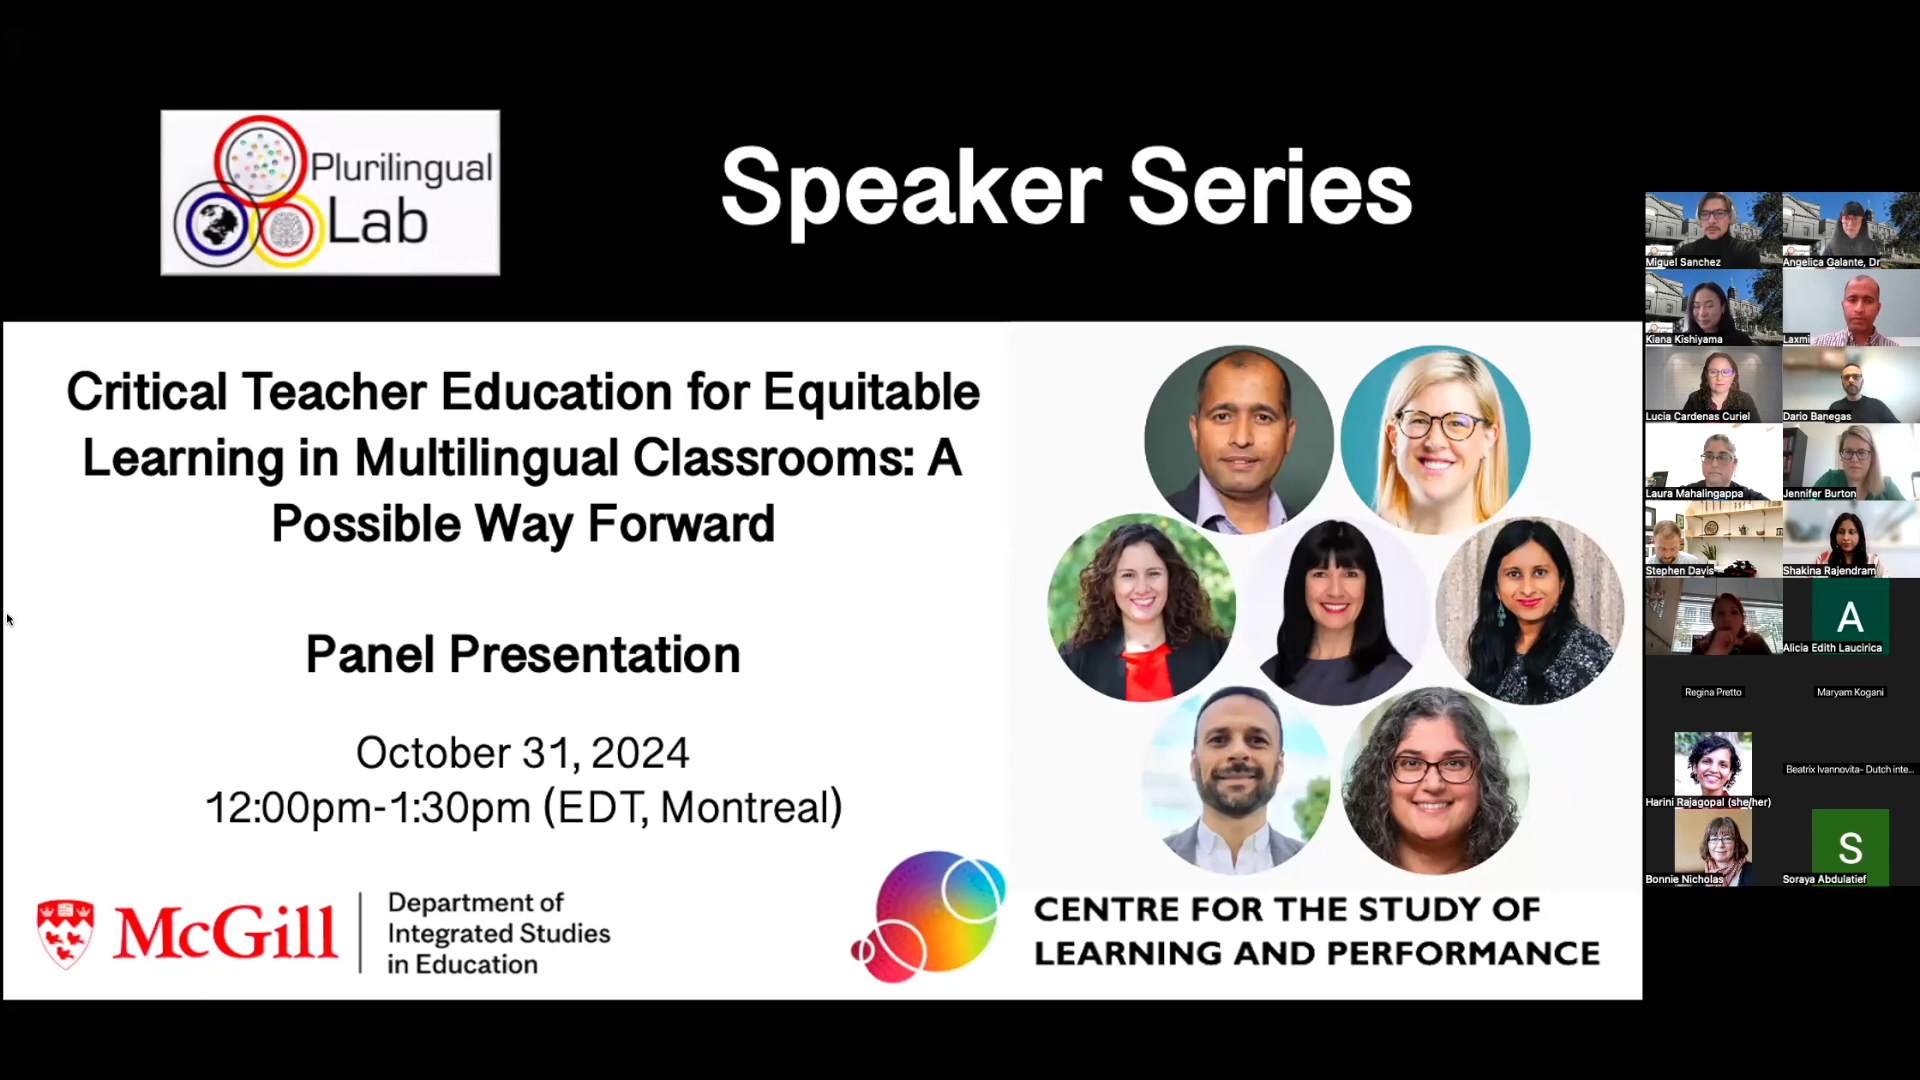 Plurilingual
Lab
Speaker Series
Critical Teacher Education for Equitable
Learning in Multilingual Classrooms: A
Possible Way Forward
Panel Presentation
October 31, 2024
12:00pm-1:30pm (EDT, Montreal)
McGill
Department of
Integrated Studies
in Education
CENTRE FOR THE STUDY OF
LEARNING AND PERFORMANCE
Miguel Sanchez
Angelica Galante, Dr
Kiana Kishiyama
Laxmi
Lucia Cardenas Curiel
Dario Banegas
Laura Mahalingappa
Jennifer Burton
Stephen Davis
Shakina Rajendram
A
Alicia Edith Laucirica
Regina Pretto
Maryam Kogani
Harini Rajagopal (she/her)
Beatrix Ivannovita- Dutch inte...
Bonnie Nicholas
S
Soraya Abdulatief